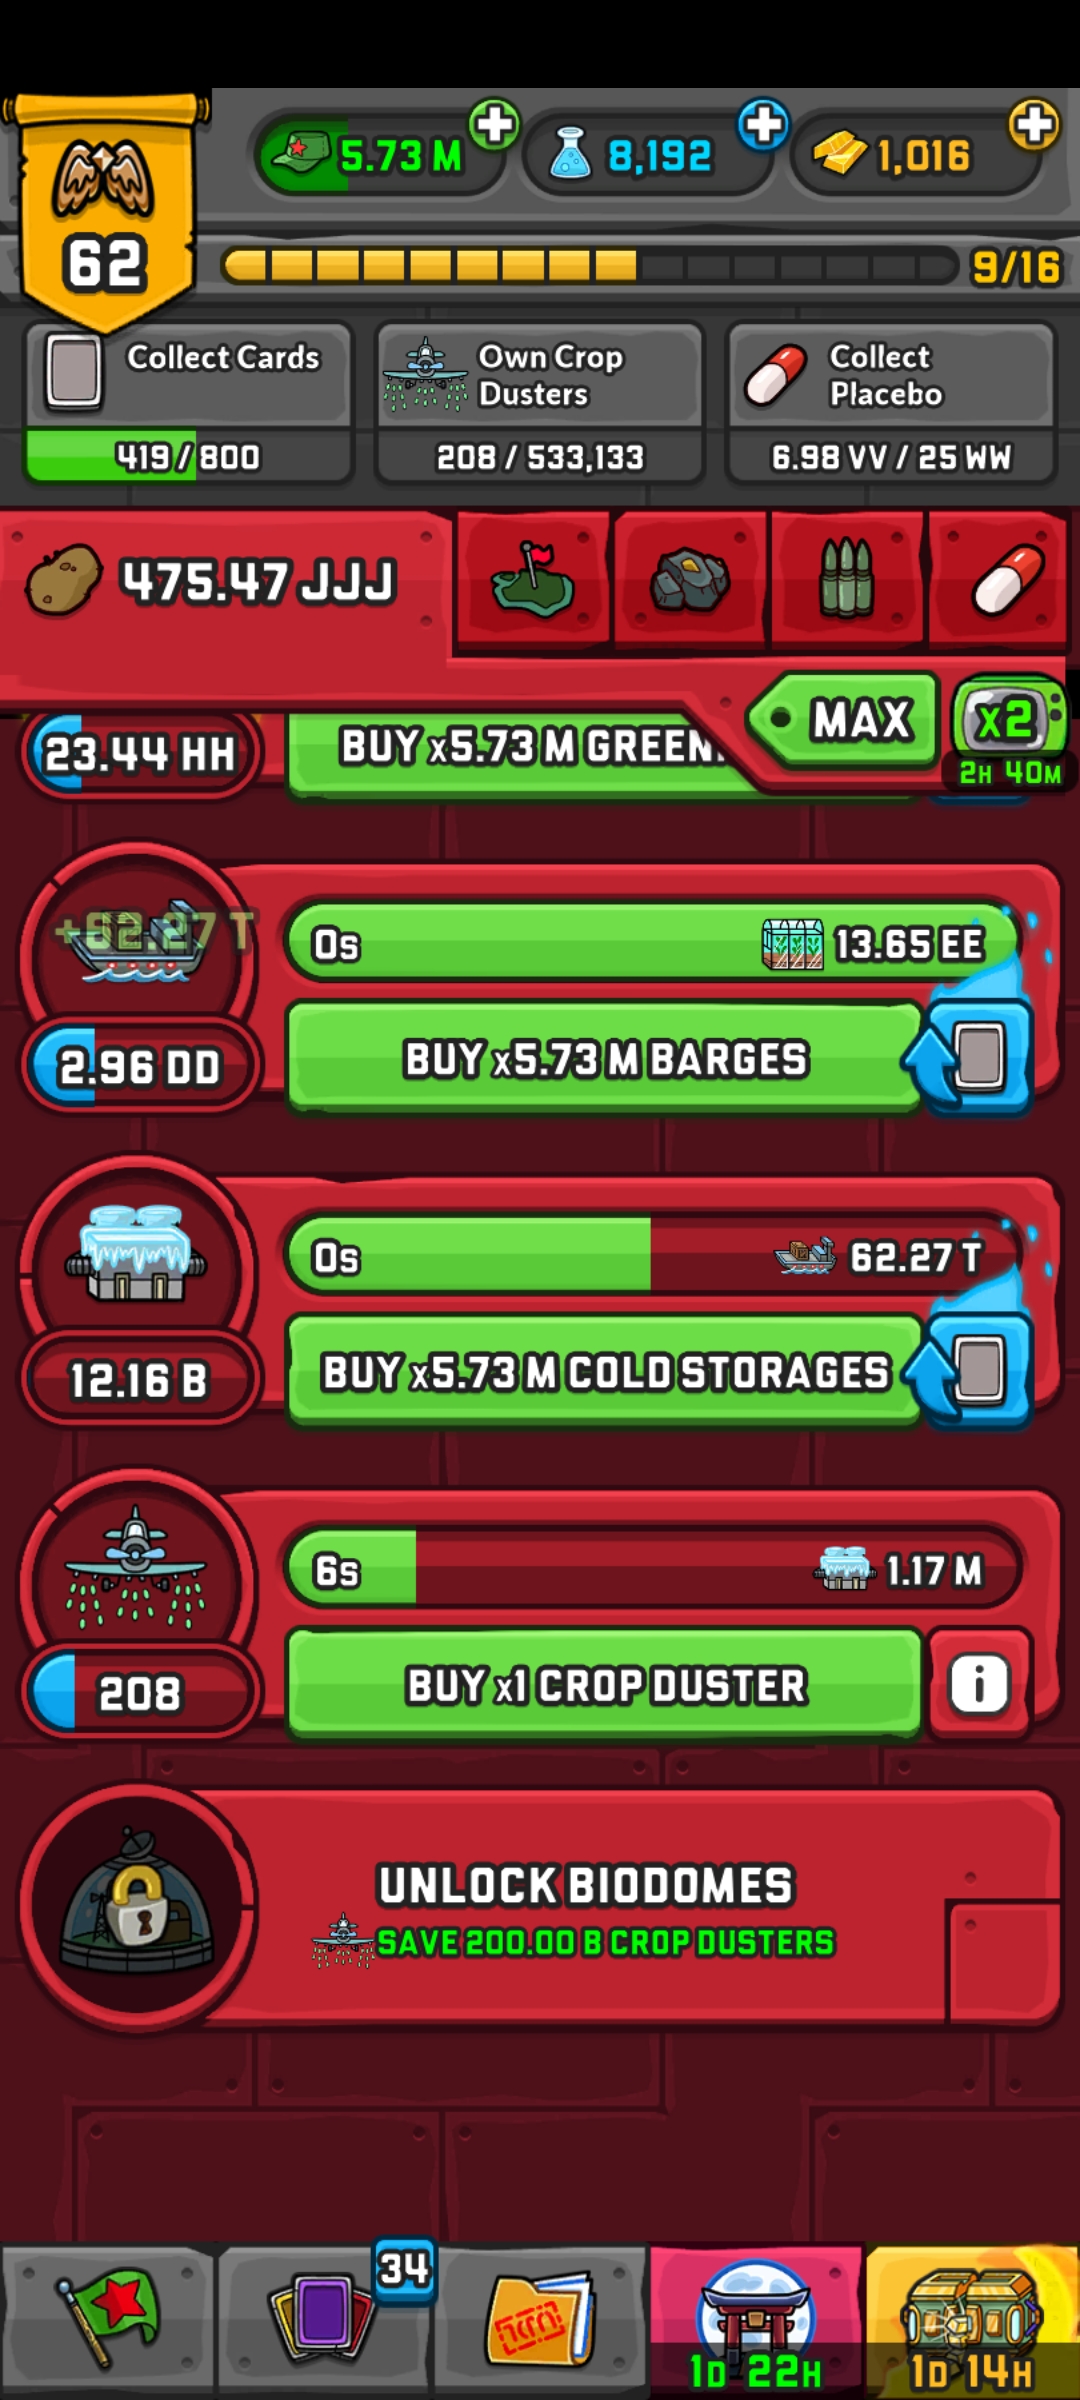 5.73 M
8,192
1,016
62
9/16
Collect Cards
419 / 800
Own Crop
Dusters
208 / 533,133
Collect
Placebo
6.98 VV / 25 WW
475.47 JJJ
MAX
x2
2H 40M
23.44 HH
BUY x5.73 M GREEN
+62.27 T
0s
13.65 EE
2.96 DD
BUY x5.73 M BARGES
0s
62.27 T
12.16 B
BUY x5.73 M COLD STORAGES
6s
1.17 M
208
BUY x1 CROP DUSTER
i
UNLOCK BIODOMES
SAVE 200.00 B CROP DUSTERS
34
1D 22H
1D 14H